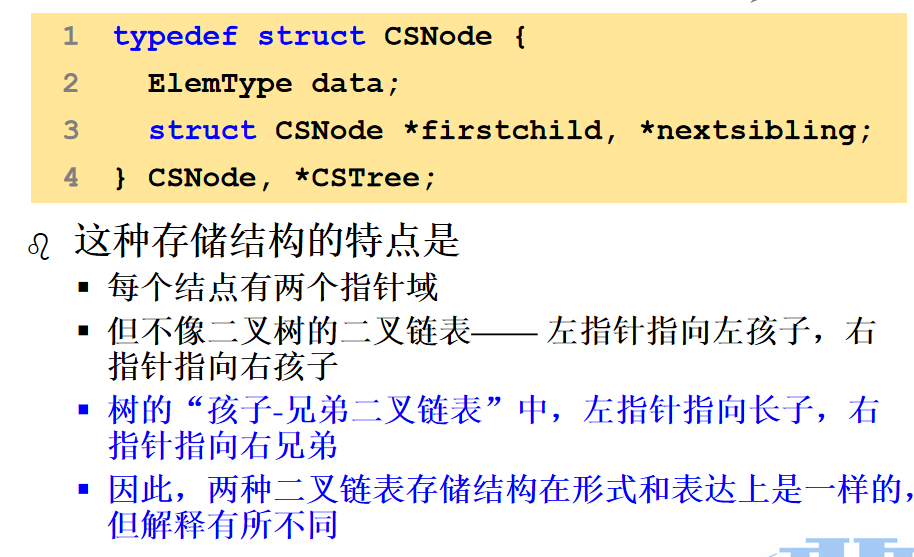 1 typedef struct CSNode {
2 ElemType data;
3 struct CSNode *firstchild, *nextsibling;
4 } CSNode, *CSTree;
♌ 这种存储结构的特点是
▪ 每个结点有两个指针域
▪ 但不像二叉树的二叉链表—— 左指针指向左孩子，右
指针指向右孩子
▪ 树的“孩子-兄弟二叉链表”中，左指针指向长子，右
指针指向右兄弟
▪ 因此，两种二叉链表存储结构在形式和表达上是一样的，
但解释有所不同